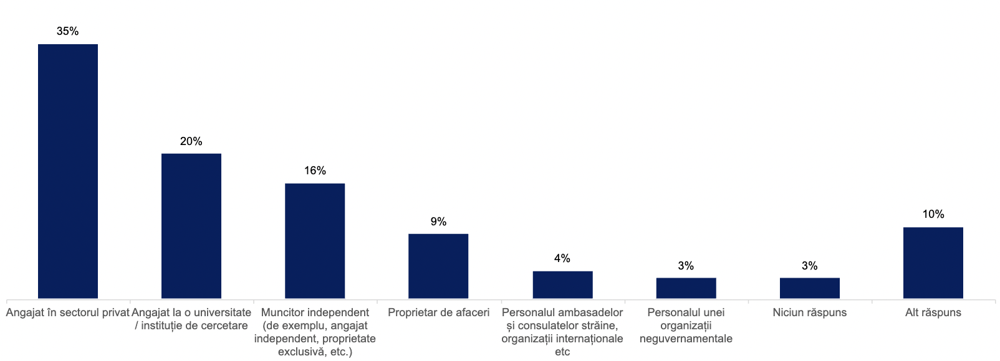 35%
20%
16%
9%
4%
3%
3%
10%
Angajat în sectorul privat
Angajat la o universitate
/ instituție de cercetare
Muncitor independent
(de exemplu, angajat
independent, proprietate
exclusivă, etc.)
Proprietar de afaceri
Personalul ambasadelor
și consulatelor străine,
organizații internaționale
etc
Personalul unei
organizații
neguvernamentale
Niciun răspuns
Alt răspuns